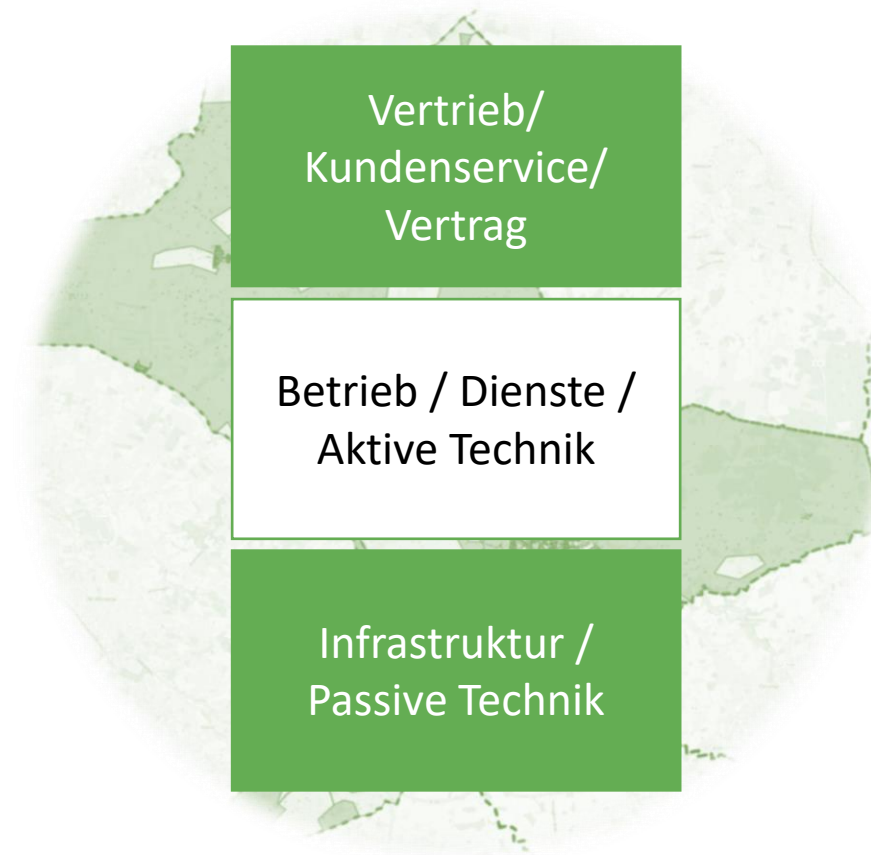 Vertrieb/
Kundenservice/
Vertrag
Betrieb / Dienste /
Aktive Technik
Infrastruktur /
Passive Technik